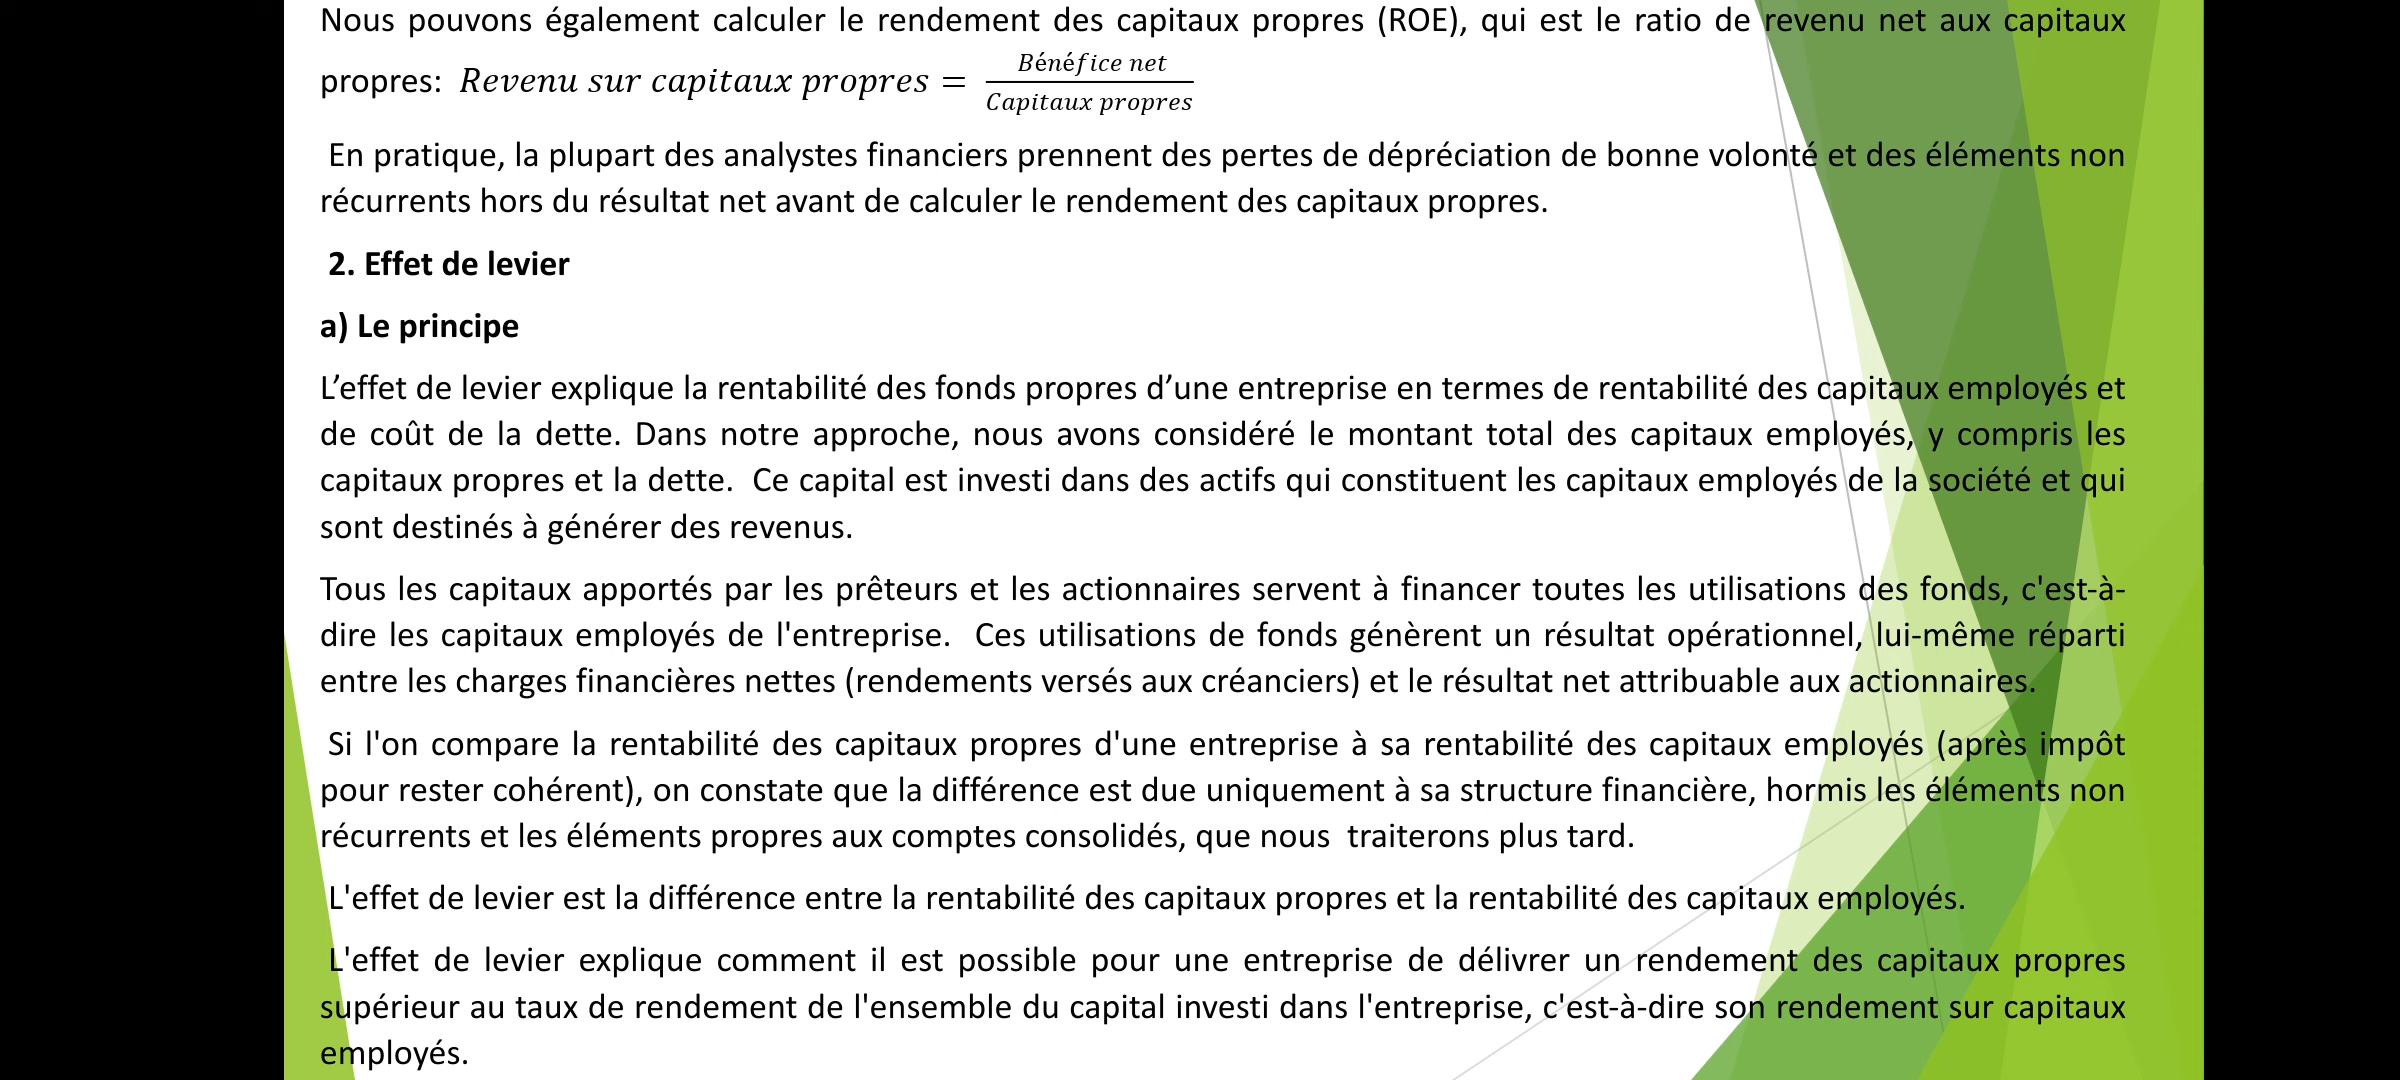 Nous pouvons également calculer le rendement des capitaux propres (ROE), qui est le ratio de revenu net aux capitaux
propres: Revenu sur capitaux propres = Bénéfice net / Capitaux propres
En pratique, la plupart des analystes financiers prennent des pertes de dépréciation de bonne volonté et des éléments non
récurrents hors du résultat net avant de calculer le rendement des capitaux propres.
2. Effet de levier
a) Le principe
L’effet de levier explique la rentabilité des fonds propres d’une entreprise en termes de rentabilité des capitaux employés et
de coût de la dette. Dans notre approche, nous avons considéré le montant total des capitaux employés, y compris les
capitaux propres et la dette. Ce capital est investi dans des actifs qui constituent les capitaux employés de la société et qui
sont destinés à générer des revenus.
Tous les capitaux apportés par les prêteurs et les actionnaires servent à financer toutes les utilisations des fonds, c'est-à-
dire les capitaux employés de l'entreprise. Ces utilisations de fonds génèrent un résultat opérationnel, lui-même réparti
entre les charges financières nettes (rendements versés aux créanciers) et le résultat net attribuable aux actionnaires.
Si l'on compare la rentabilité des capitaux propres d'une entreprise à sa rentabilité des capitaux employés (après impôt
pour rester cohérent), on constate que la différence est due uniquement à sa structure financière, hormis les éléments non
récurrents et les éléments propres aux comptes consolidés, que nous traiterons plus tard.
L'effet de levier est la différence entre la rentabilité des capitaux propres et la rentabilité des capitaux employés.
L'effet de levier explique comment il est possible pour une entreprise de délivrer un rendement des capitaux propres
supérieur au taux de rendement de l'ensemble du capital investi dans l'entreprise, c'est-à-dire son rendement sur capitaux
employés.